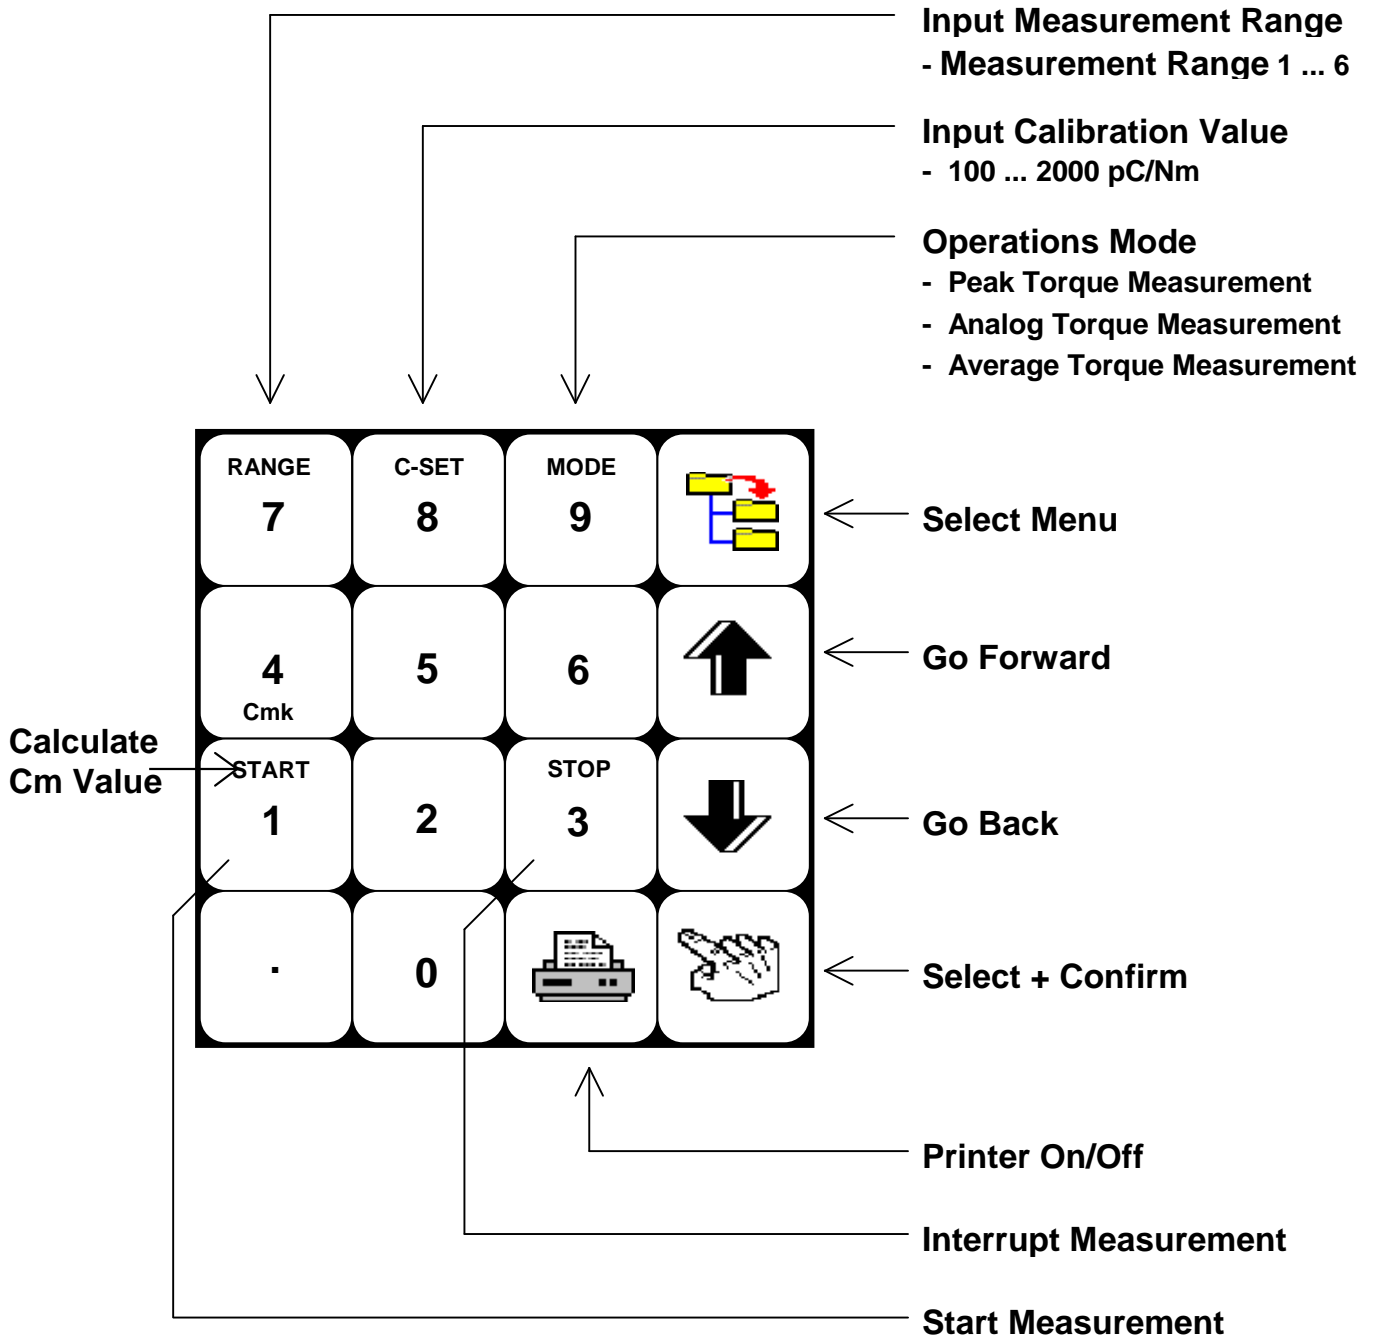 Input Measurement Range
- Measurement Range 1 ... 6
Input Calibration Value
- 100 ... 2000 pC/Nm
Operations Mode
- Peak Torque Measurement
- Analog Torque Measurement
- Average Torque Measurement
RANGE
7
C-SET
8
MODE
9
Select Menu
4
Cmk
5
6
Go Forward
Calculate
Cm Value
START
1
2
STOP
3
Go Back
.
0
Select + Confirm
Printer On/Off
Interrupt Measurement
Start Measurement